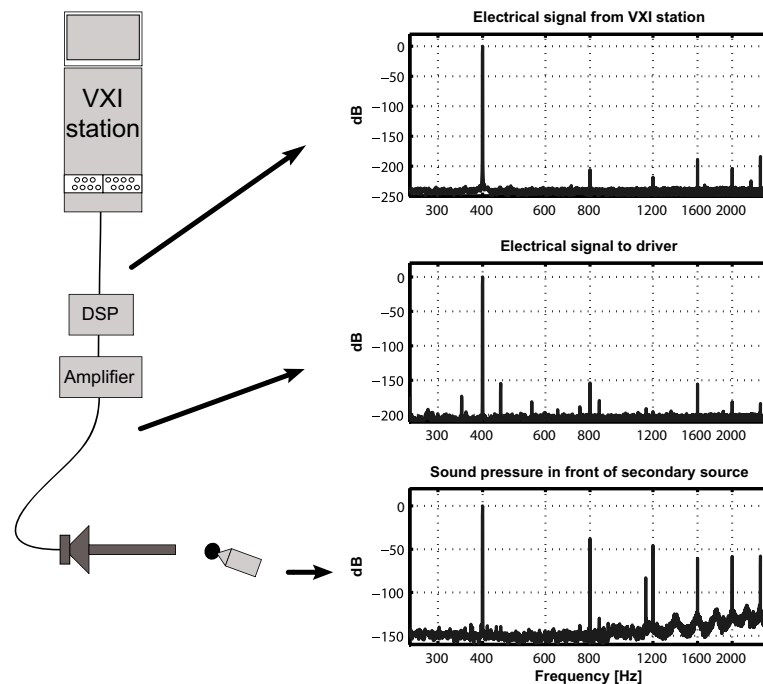 VXI
station
DSP
Amplifier
Electrical signal from VXI station
dB
0
−50
−100
−150
−200
−250
300 400 600 800 1200 1600 2000
Electrical signal to driver
dB
0
−50
−100
−150
−200
300 400 600 800 1200 1600 2000
Sound pressure in front of secondary source
dB
0
−50
−100
−150
300 400 600 800 1200 1600 2000
Frequency [Hz]